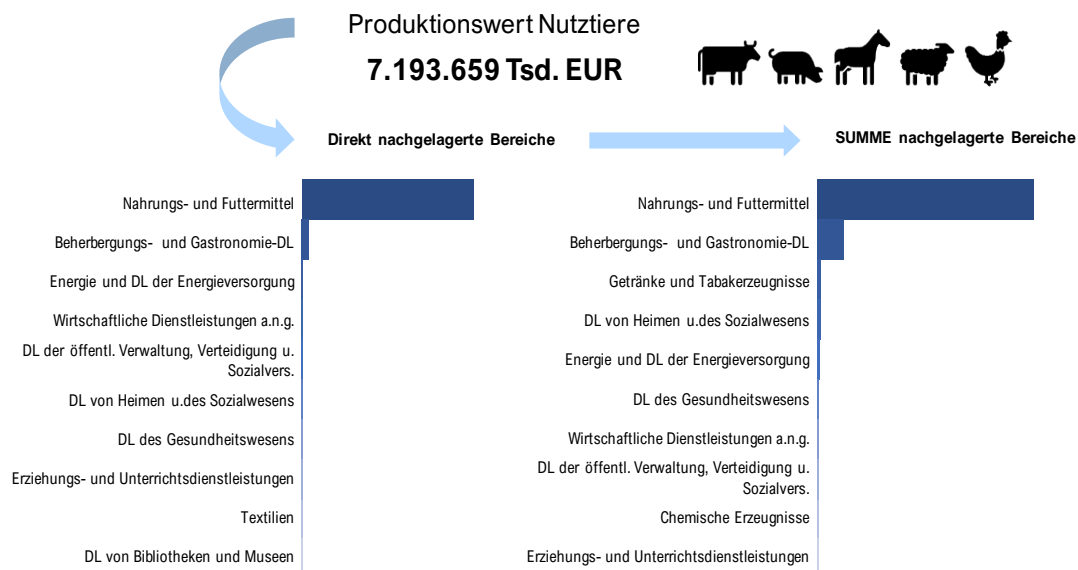 Produktionswert Nutztiere
7.193.659 Tsd. EUR
Direkt nachgelagerte Bereiche
Nahrungs- und Futtermittel
Beherbergungs- und Gastronomie-DL
Energie und DL der Energieversorgung
Wirtschaftliche Dienstleistungen a.n.g.
DL der öffentl. Verwaltung, Verteidigung u.
Sozialvers.
DL von Heimen u.des Sozialwesens
DL des Gesundheitswesens
Erziehungs- und Unterrichtsdienstleistungen
Textilien
DL von Bibliotheken und Museen
SUMME nachgelagerte Bereiche
Nahrungs- und Futtermittel
Beherbergungs- und Gastronomie-DL
Getränke und Tabakerzeugnisse
DL von Heimen u.des Sozialwesens
Energie und DL der Energieversorgung
DL des Gesundheitswesens
Wirtschaftliche Dienstleistungen a.n.g.
DL der öffentl. Verwaltung, Verteidigung u.
Sozialvers.
Chemische Erzeugnisse
Erziehungs- und Unterrichtsdienstleistungen